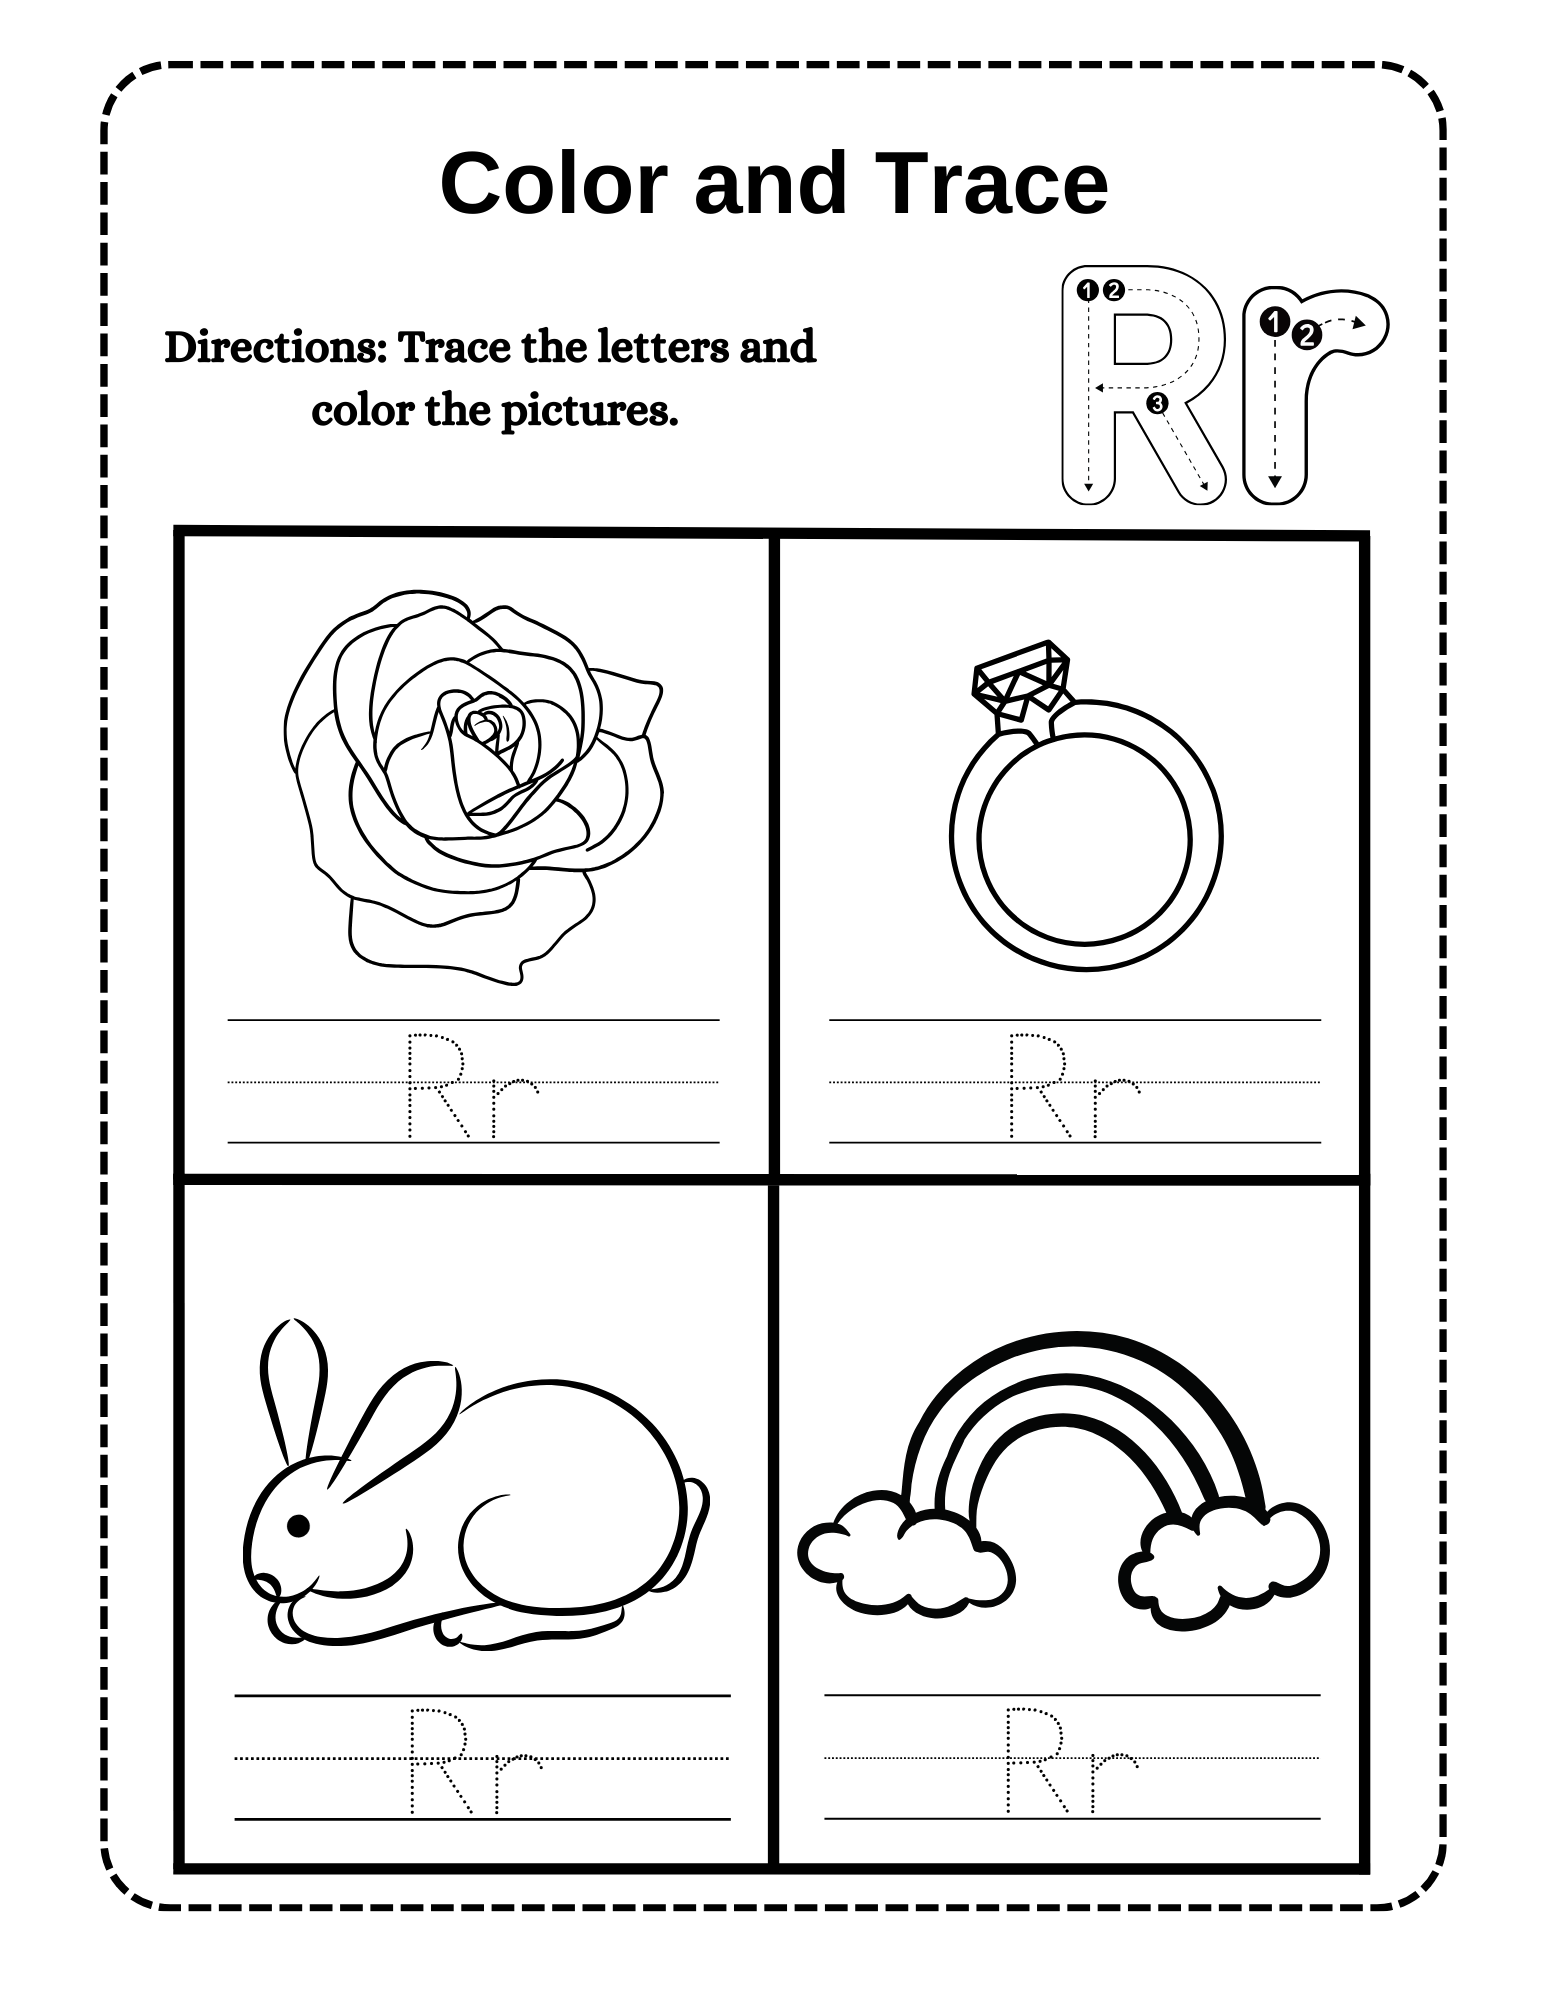 Color and Trace
Directions: Trace the letters and
color the pictures.
Rr
1 2 3 1 2
Rr Rr
Rr Rr